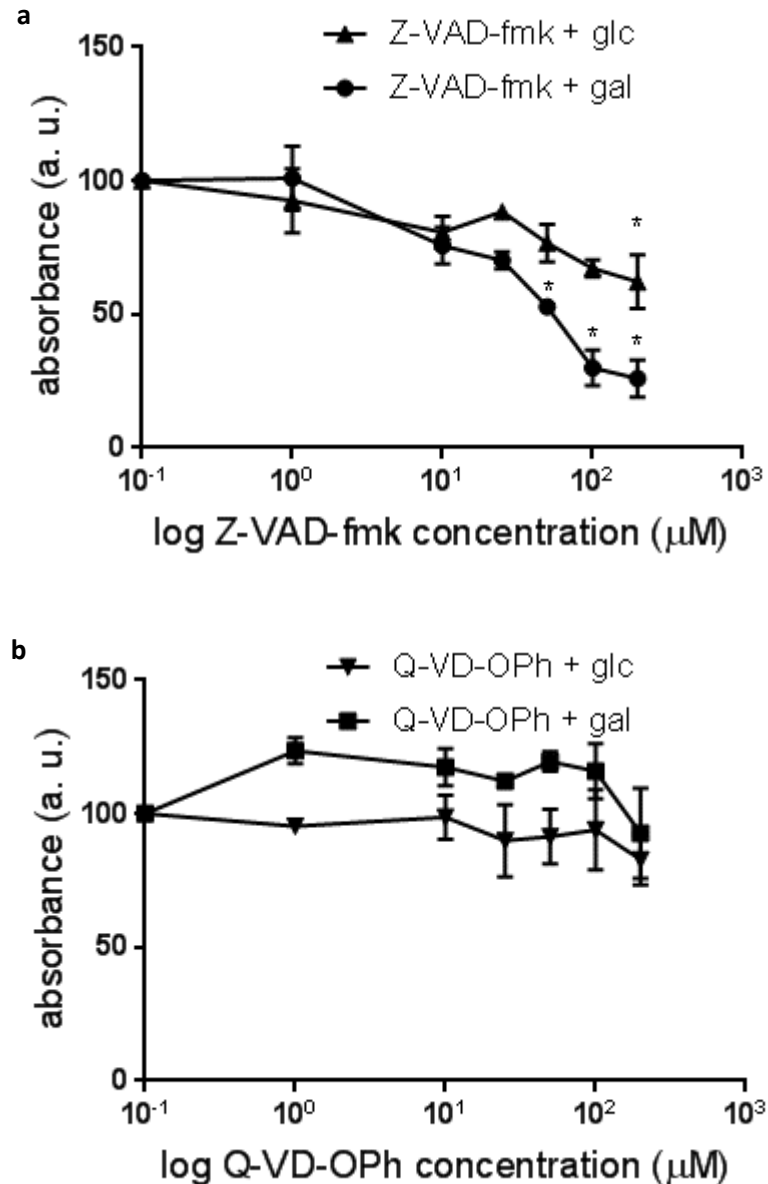 a
Z-VAD-fmk + glc
Z-VAD-fmk + gal
absorbance (a. u.)
150
100
50
0
*
*
*
*
10⁻¹
10⁰
10¹
10²
10³
log Z-VAD-fmk concentration (µM)
b
Q-VD-OPh + glc
Q-VD-OPh + gal
absorbance (a. u.)
150
100
50
0
10⁻¹
10⁰
10¹
10²
10³
log Q-VD-OPh concentration (µM)